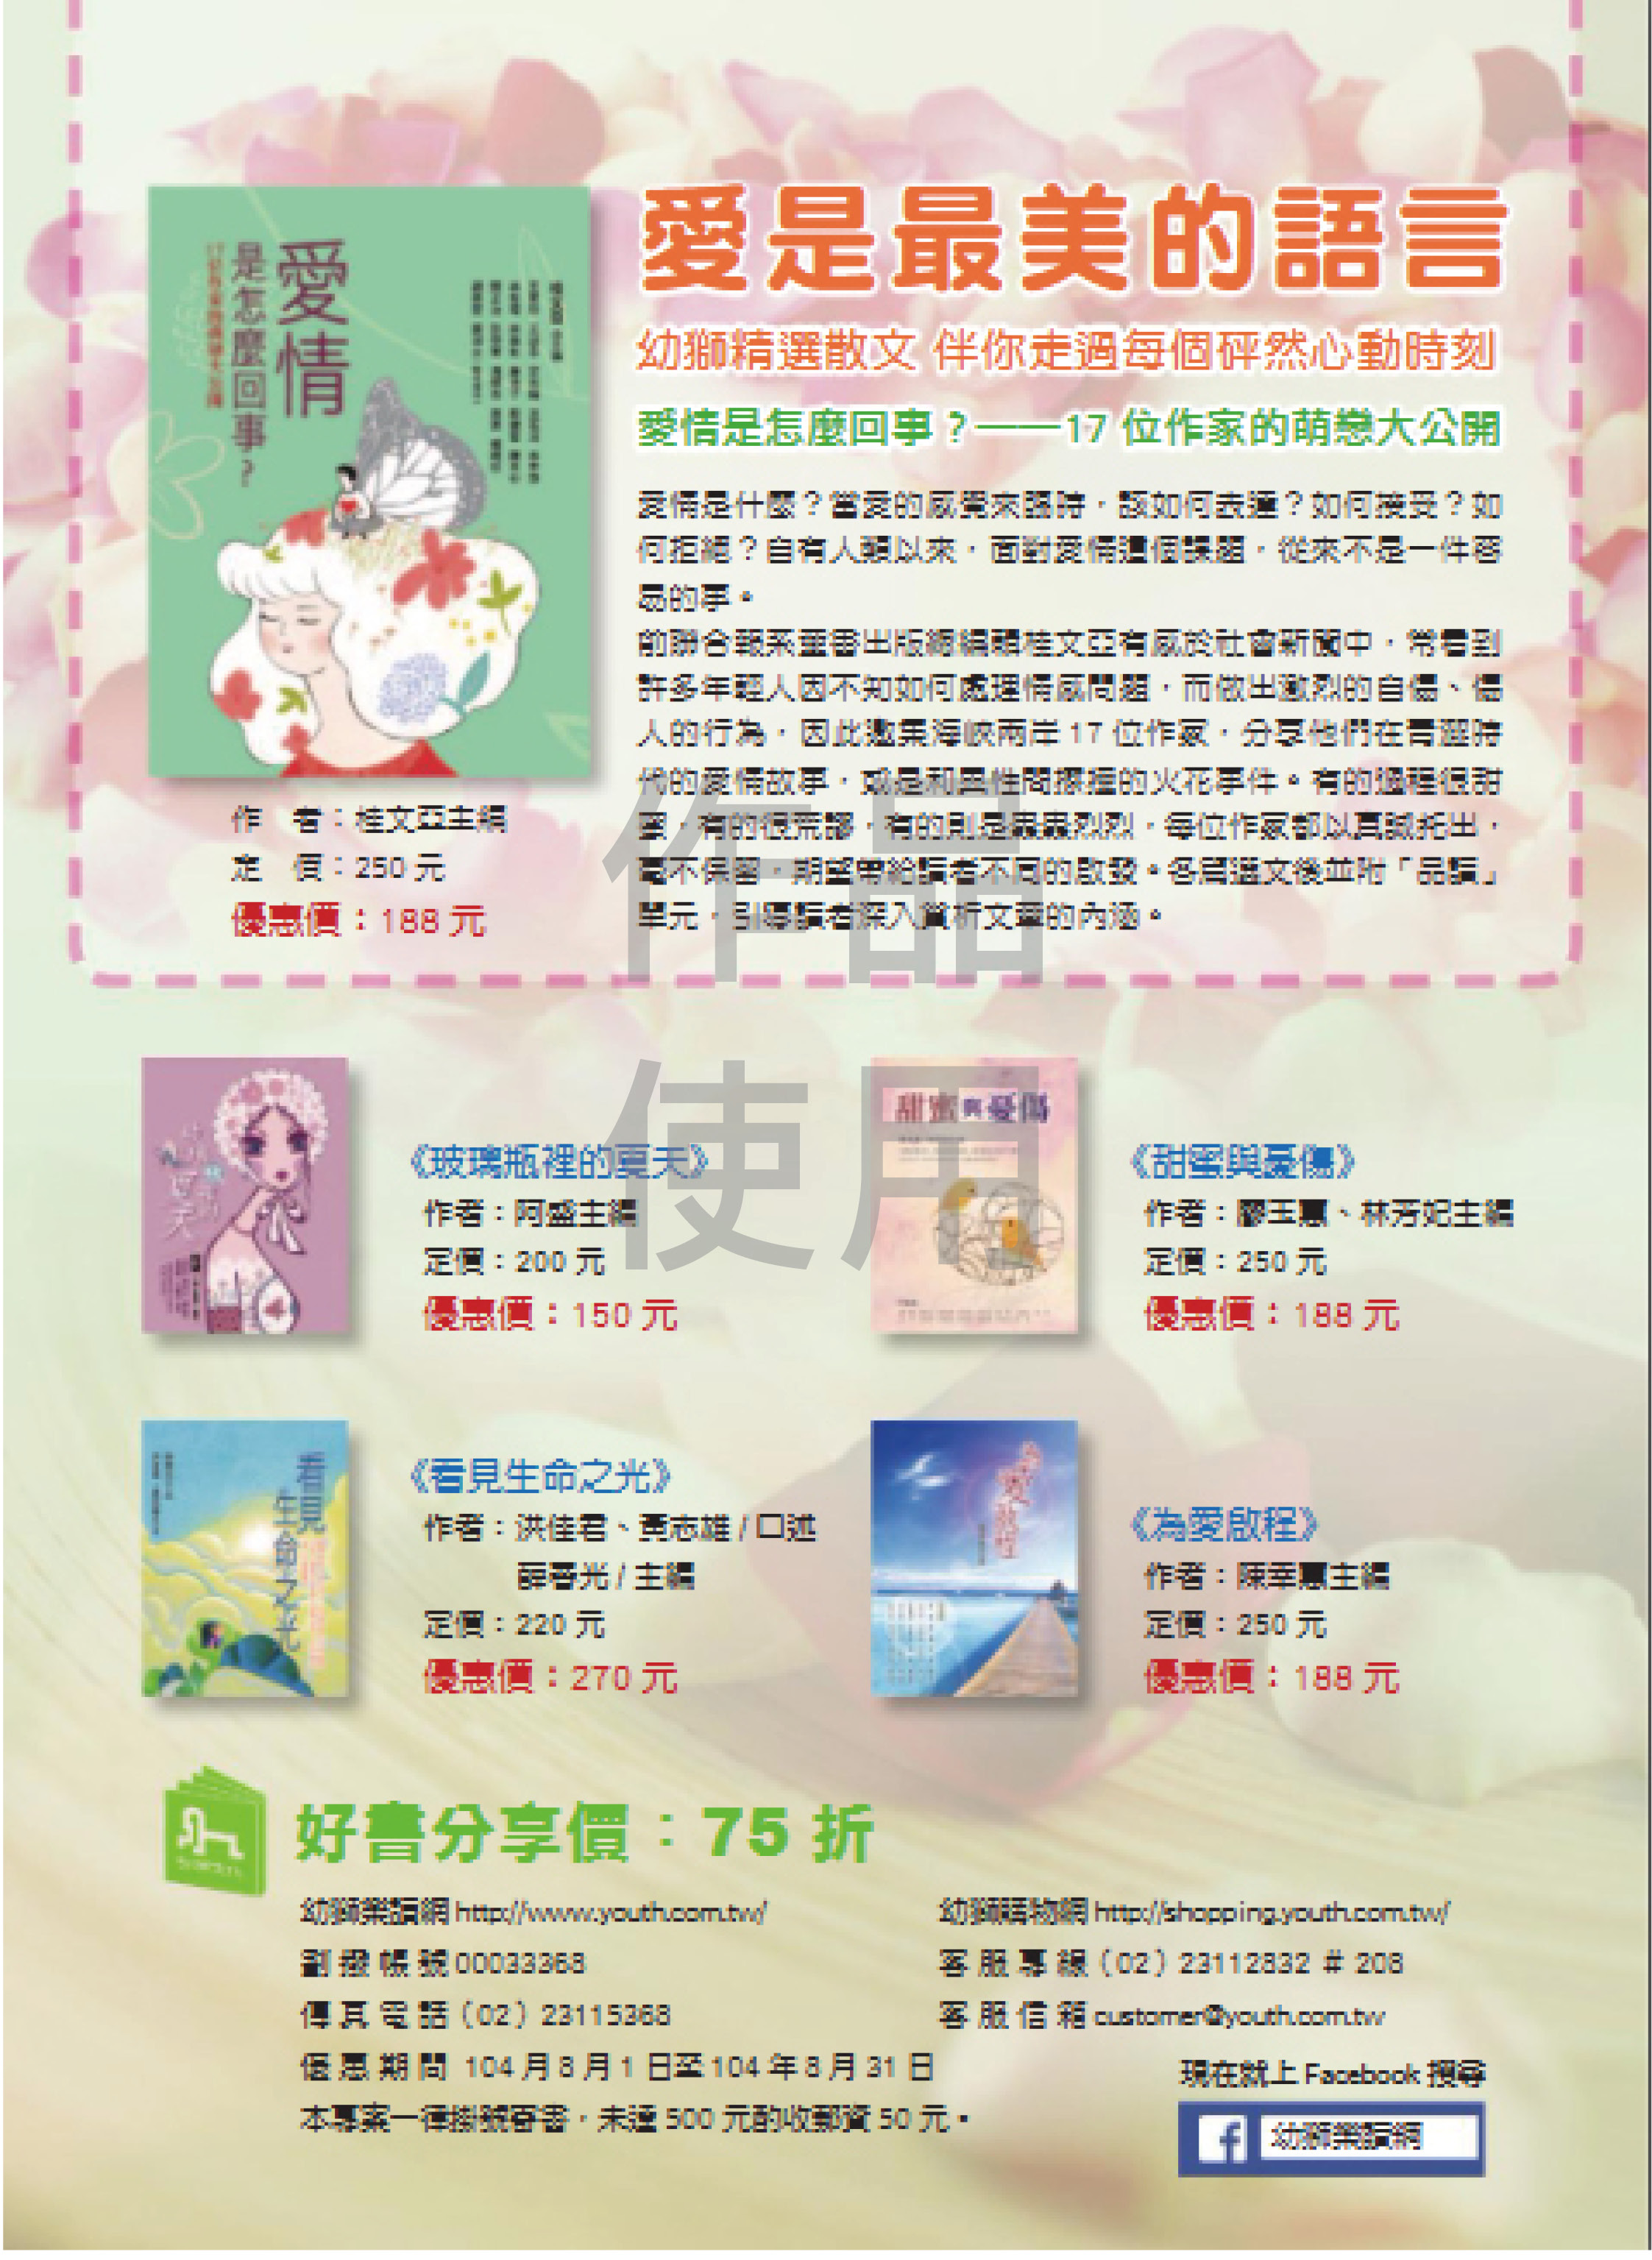 愛情
是怎麼回事?
愛是最美的語言
幼獅精選散文 伴你走過每個砰然心動時刻
愛情是怎麼回事?——17 位作家的萌戀大公開
愛情是什麼?當愛的感覺來臨時,該如何表達?如何接受?如
何拒絕?自有人類以來,面對愛情這個課題,從來不是一件容
易的事。
前聯合報系童書出版總編輯桂文亞有感於社會新聞中,常看到
許多年輕人因不知如何處理情感問題,而做出激烈的自傷、傷
人的行為,因此邀集海峽兩岸 17 位作家,分享他們在青澀時
代的愛情故事,或是和異性間擦撞的火花事件。有的過程很甜
蜜,有的很荒謬,有的則是轟轟烈烈,每位作家都以真誠托出,
毫不保留,期望帶給讀者不同的啟發。各篇選文後並附「品讀」
單元,引導讀者深入賞析文章的內涵。
作 者:桂文亞主編
定 價:250 元
優惠價:188 元
作品
使用
《玻璃瓶裡的夏天》
作者:阿盛主編
定價:200 元
優惠價:150 元
甜蜜與憂傷
《甜蜜與憂傷》
作者:廖玉蕙、林芳妃主編
定價:250 元
優惠價:188 元
看見
生命之光
《看見生命之光》
作者:洪佳君、黃志雄 / 口述
薛春光 / 主編
定價:220 元
優惠價:270 元
為愛啟程
《為愛啟程》
作者:陳幸蕙主編
定價:250 元
優惠價:188 元
好書分享價:75 折
幼獅樂讀網 http://www.youth.com.tw/
劃撥帳號 00033368
傳真電話(02)23115368
優惠期間 104 月 8 月 1 日至 104 年 8 月 31 日
本專案一律掛號寄書,未達 500 元酌收郵資 50 元。
幼獅購物網 http://shopping.youth.com.tw/
客服專線(02)23112832 # 208
客服信箱 customer@youth.com.tw
現在就上 Facebook 搜尋
f 幼獅樂讀網